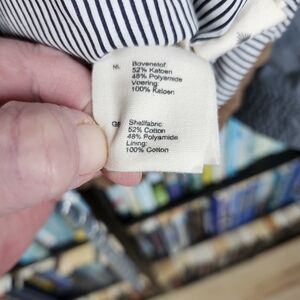 NL Bovenstof
52% Katoen
48% Polyamide
Voering
100% Katoen
GB Shellfabric
52% Cotton
48% Polyamide
Lining:
100% Cotton